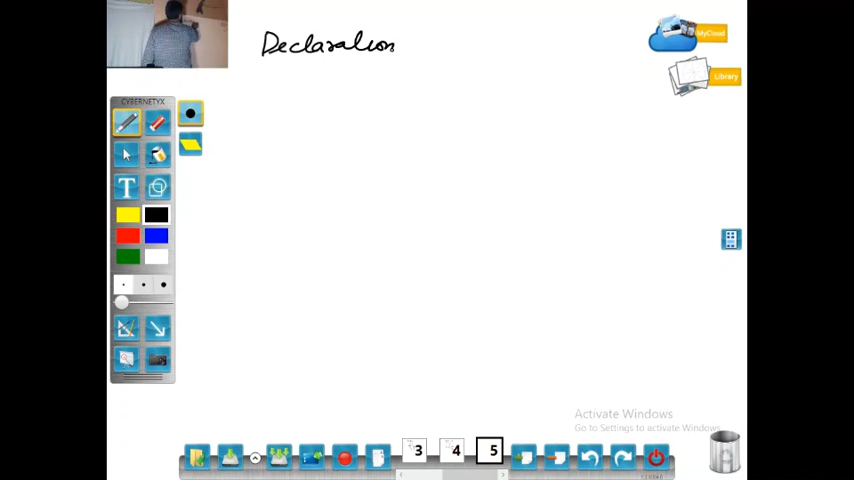 Declaration
MyCloud
Library
CYBERNETYX
T
Activate Windows
Go to Settings to activate Windows.
3
4
5